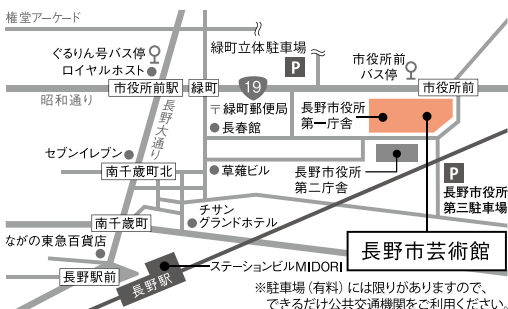 権堂アーケード
ぐるりん号バス停
ロイヤルホスト
緑町立体駐車場
P
市役所前
バス停
市役所前駅
緑町
19
市役所前
昭和通り
長野大通り
〒緑町郵便局
長春館
長野市役所
第一庁舎
セブンイレブン
草薙ビル
南千歳町北
長野市役所
第二庁舎
P
長野市役所
第三駐車場
チサン
グランドホテル
南千歳町
ながの東急百貨店
長野市芸術館
ステーションビルMIDORI
長野駅前
長野駅
※駐車場（有料）には限りがありますので、
できるだけ公共交通機関をご利用ください。